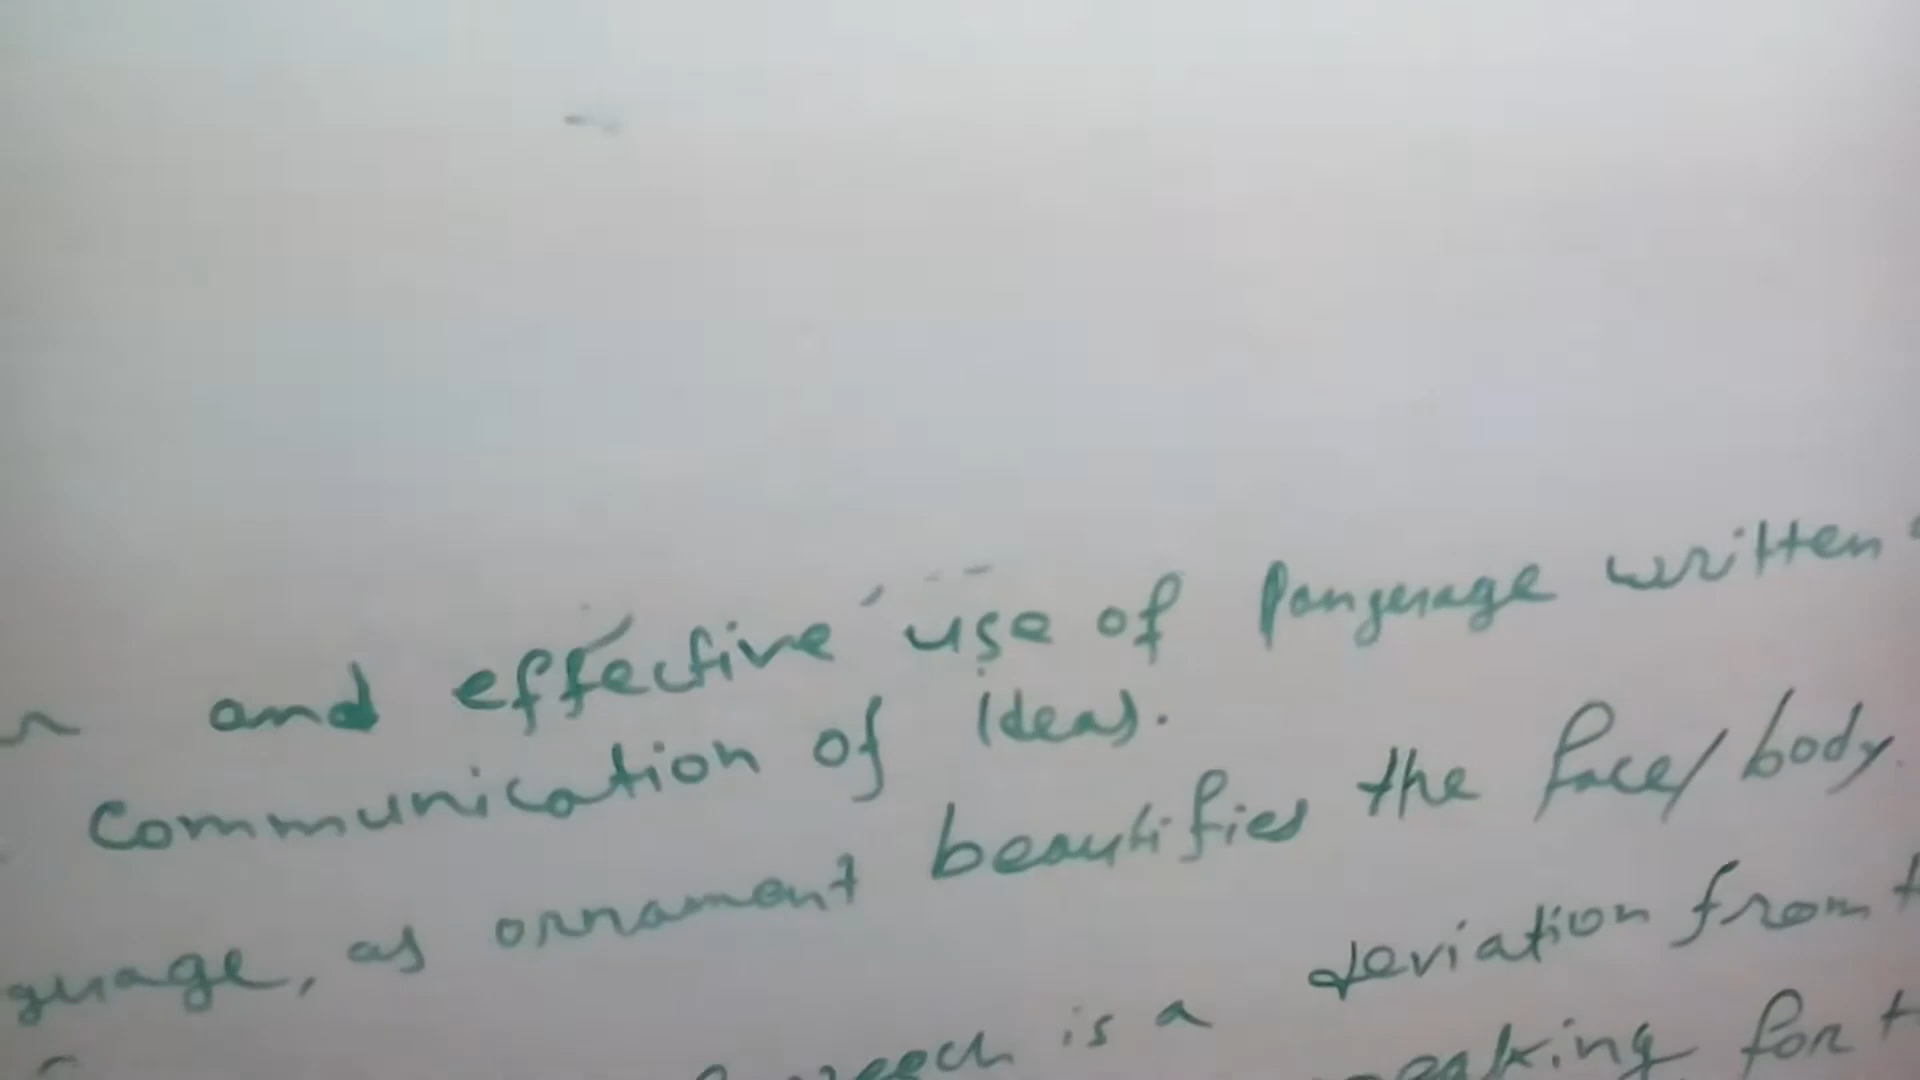 and effective use of language written
Communication of Ideas.
guage, as ornament beautifies the face/ body.
is a deviation from
for